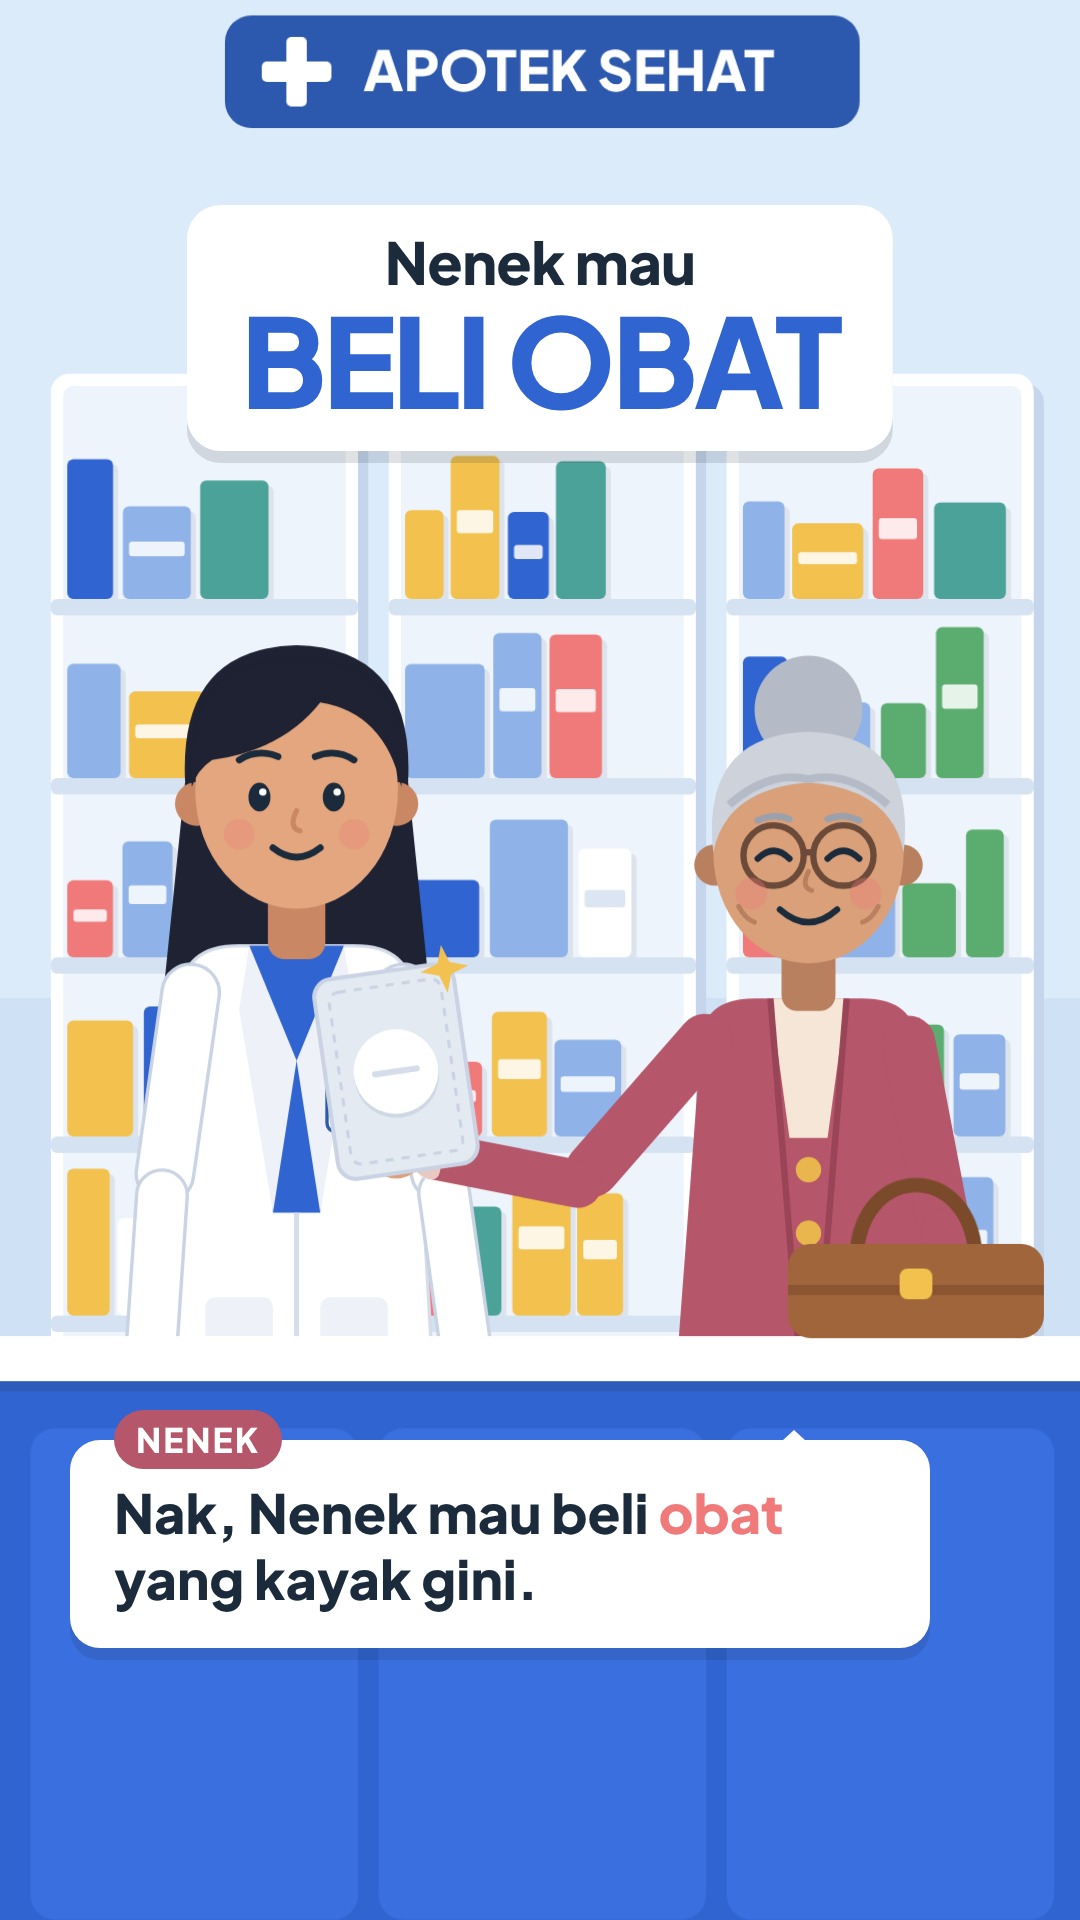 APOTEK SEHAT
Nenek mau
BELI OBAT
NENEK
Nak, Nenek mau beli obat
yang kayak gini.